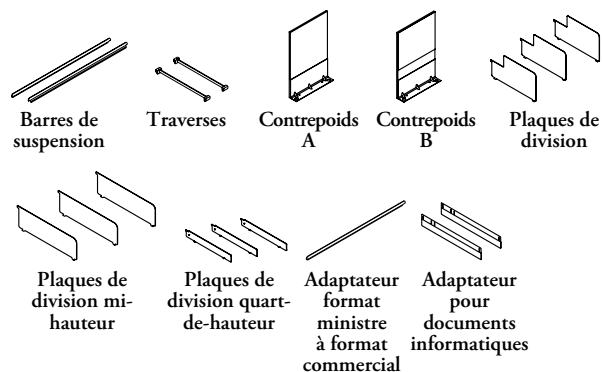 Barres de
suspension
Traverses
Contrepoids
A
Contrepoids
B
Plaques de
division
Plaques de
division mi-
hauteur
Plaques de
division quart-
de-hauteur
Adaptateur
format
ministre
à format
commercial
Adaptateur
pour
documents
informatiques